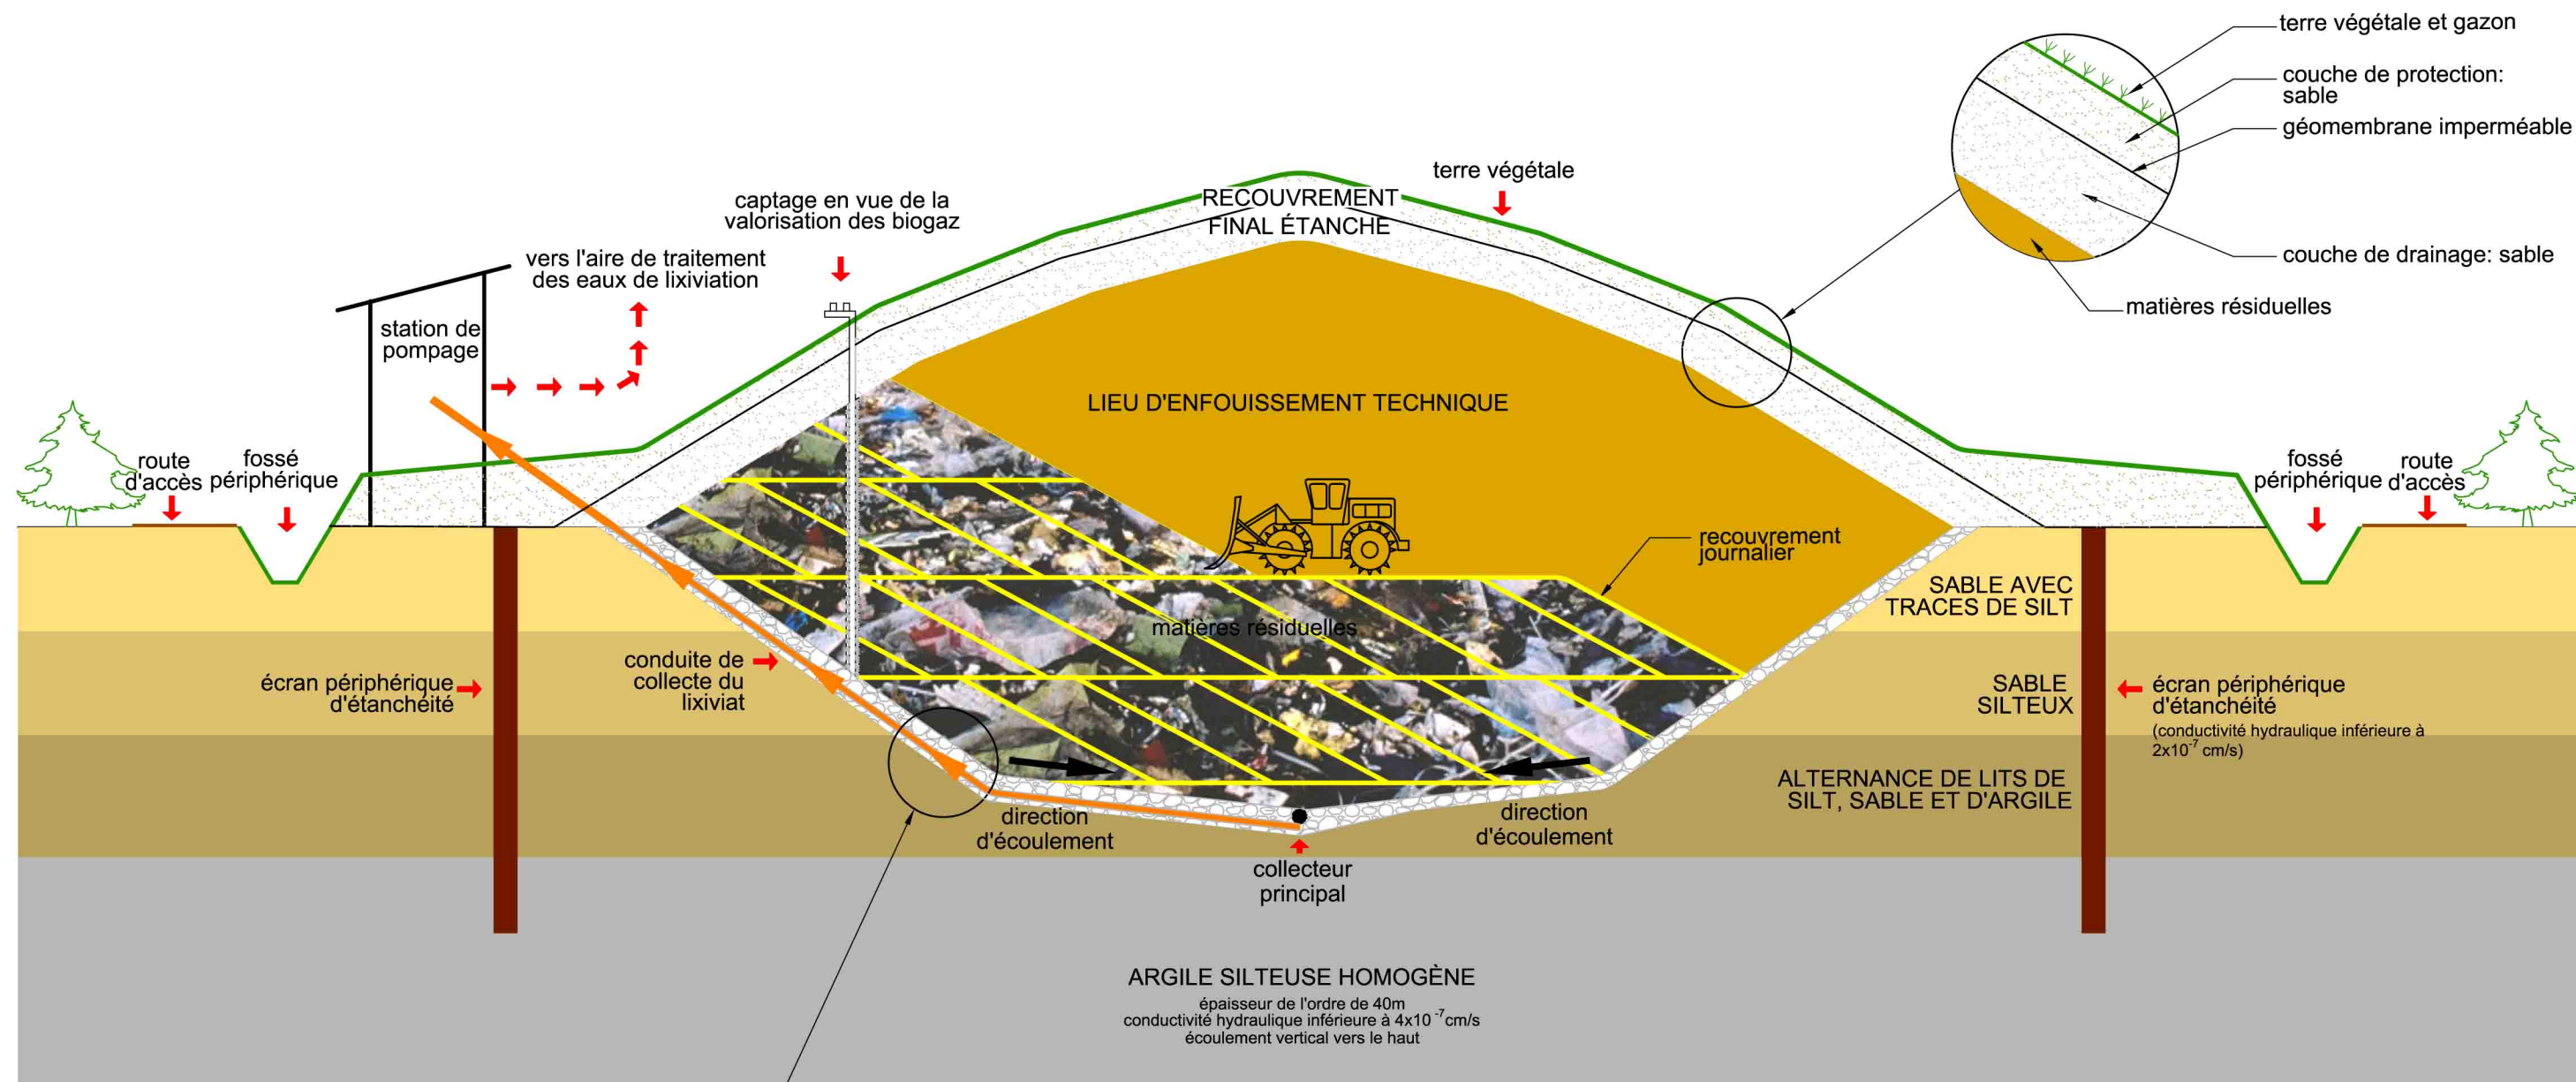 terre végétale et gazon
couche de protection:
sable
géomembrane imperméable
couche de drainage: sable
matières résiduelles
terre végétale
RECOUVREMENT
FINAL ÉTANCHE
captage en vue de la
valorisation des biogaz
vers l'aire de traitement
des eaux de lixiviation
station de
pompage
route
d'accès
fossé
périphérique
LIEU D'ENFOUISSEMENT TECHNIQUE
fossé
périphérique
route
d'accès
recouvrement
journalier
matières résiduelles
SABLE AVEC
TRACES DE SILT
écran périphérique
d'étanchéité
conduite de
collecte du
lixiviat
SABLE
SILTEUX
écran périphérique
d'étanchéité
(conductivité hydraulique inférieure à
2x10⁻⁷ cm/s)
ALTERNANCE DE LITS DE
SILT, SABLE ET D'ARGILE
direction
d'écoulement
direction
d'écoulement
collecteur
principal
ARGILE SILTEUSE HOMOGÈNE
épaisseur de l'ordre de 40m
conductivité hydraulique inférieure à 4x10⁻⁷cm/s
écoulement vertical vers le haut